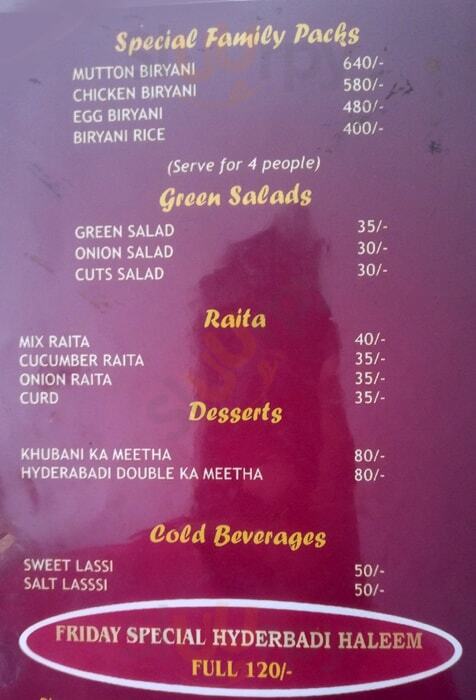 Special Family Packs
MUTTON BIRYANI 640/-
CHICKEN BIRYANI 580/-
EGG BIRYANI 480/-
BIRYANI RICE 400/-
(Serve for 4 people)
Green Salads
GREEN SALAD 35/-
ONION SALAD 30/-
CUTS SALAD 30/-
Raita
MIX RAITA 40/-
CUCUMBER RAITA 35/-
ONION RAITA 35/-
CURD 35/-
Desserts
KHUBANI KA MEETHA 80/-
HYDERABADI DOUBLE KA MEETHA 80/-
Cold Beverages
SWEET LASSI 50/-
SALT LASSSI 50/-
FRIDAY SPECIAL HYDERBADI HALEEM
FULL 120/-